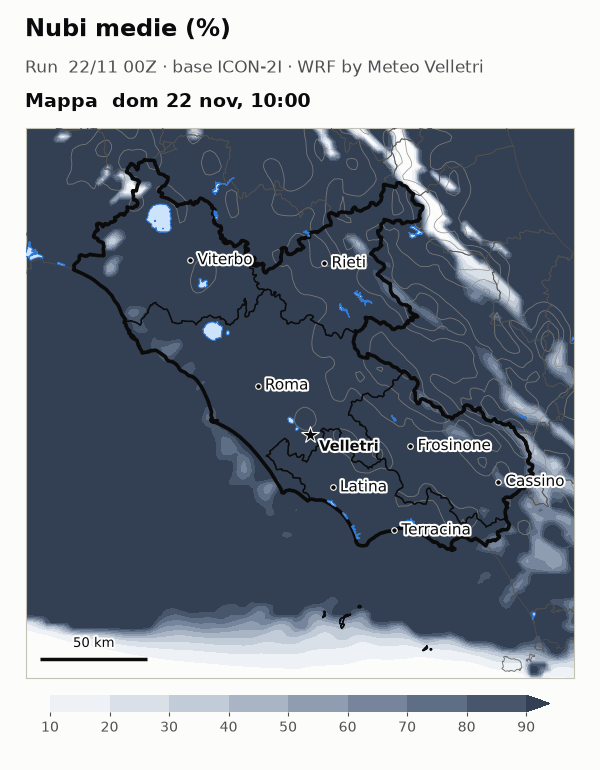 Nubi medie (%)
Run  22/11 00Z · base ICON-2I · WRF by Meteo Velletri
Mappa  dom 22 nov, 10:00
Viterbo
Rieti
Roma
Velletri
Frosinone
Cassino
Latina
Terracina
50 km
10 20 30 40 50 60 70 80 90